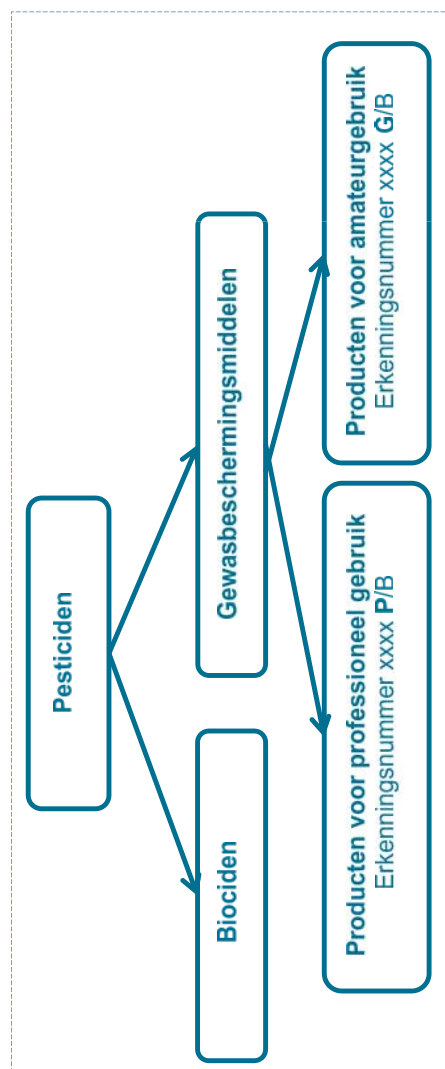 Pesticiden
Biociden
Gewasbeschermingsmiddelen
Producten voor professioneel gebruik
Erkenningsnummer xxxx P/B
Producten voor amateurgebruik
Erkenningsnummer xxxx G/B